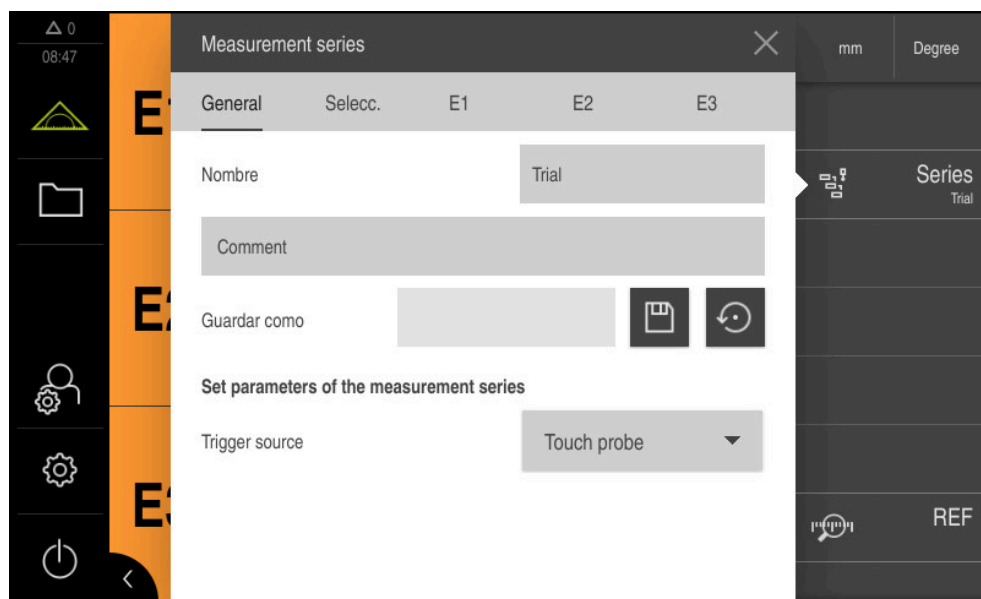 0
08:47
Measurement series
mm
Degree
General Selecc. E1 E2 E3
Nombre
Trial
Series
Trial
Comment
Guardar como
Set parameters of the measurement series
Trigger source
Touch probe
REF